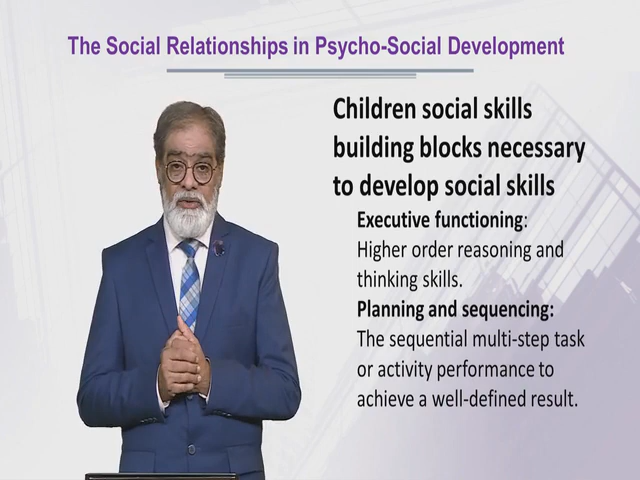 The Social Relationships in Psycho-Social Development
Children social skills
building blocks necessary
to develop social skills
Executive functioning:
Higher order reasoning and
thinking skills.
Planning and sequencing:
The sequential multi-step task
or activity performance to
achieve a well-defined result.